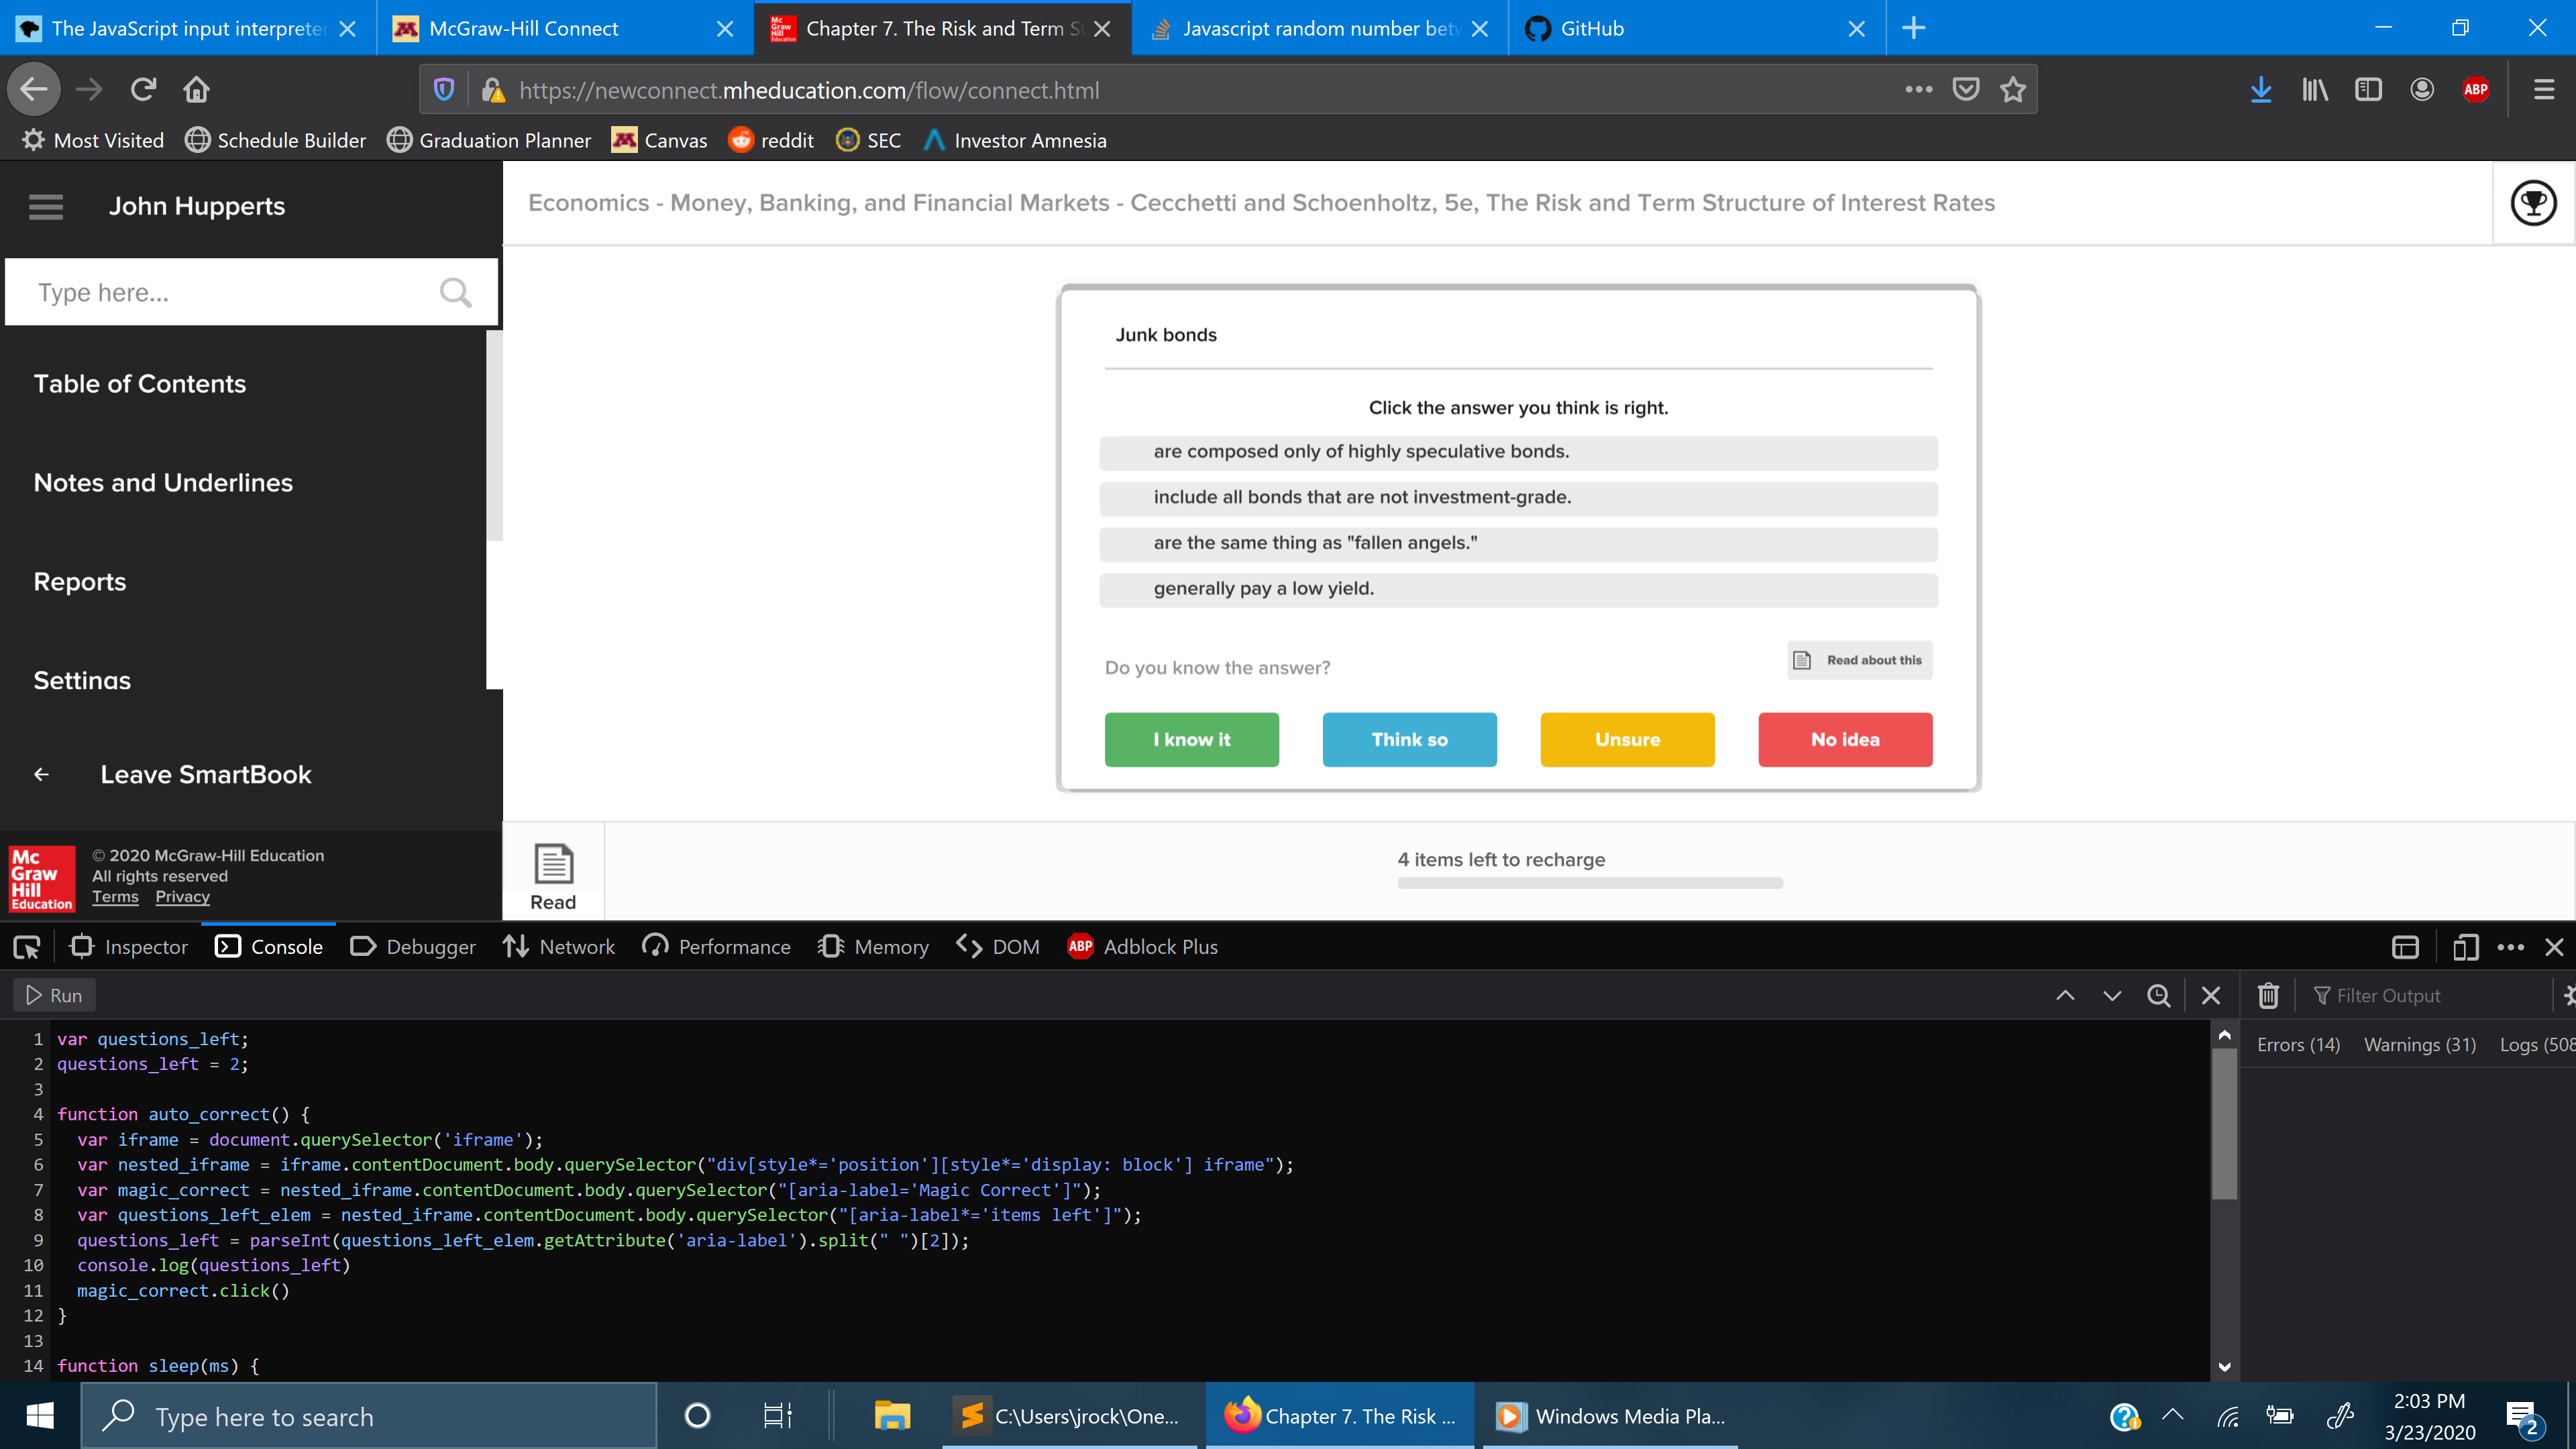 The JavaScript input interpreter
McGraw-Hill Connect
Mc Graw Hill Education
Chapter 7. The Risk and Term S
Javascript random number betw
GitHub
https://newconnect.mheducation.com/flow/connect.html
ABP
Most Visited
Schedule Builder
Graduation Planner
Canvas
reddit
SEC
Investor Amnesia
John Hupperts
Economics - Money, Banking, and Financial Markets - Cecchetti and Schoenholtz, 5e, The Risk and Term Structure of Interest Rates
Type here...
Table of Contents
Notes and Underlines
Reports
Settings
Leave SmartBook
Junk bonds
Click the answer you think is right.
are composed only of highly speculative bonds.
include all bonds that are not investment-grade.
are the same thing as "fallen angels."
generally pay a low yield.
Do you know the answer?
Read about this
I know it
Think so
Unsure
No idea
Mc
Graw
Hill
Education
© 2020 McGraw-Hill Education
All rights reserved
Terms Privacy
Read
4 items left to recharge
Inspector
Console
Debugger
Network
Performance
Memory
DOM
ABP Adblock Plus
Run
Filter Output
Errors (14)
Warnings (31)
Logs (508
1 var questions_left;
2 questions_left = 2;
3
4 function auto_correct() {
5 var iframe = document.querySelector('iframe');
6 var nested_iframe = iframe.contentDocument.body.querySelector("div[style*='position'][style*='display: block'] iframe");
7 var magic_correct = nested_iframe.contentDocument.body.querySelector("[aria-label='Magic Correct']");
8 var questions_left_elem = nested_iframe.contentDocument.body.querySelector("[aria-label*='items left']");
9 questions_left = parseInt(questions_left_elem.getAttribute('aria-label').split(" ")[2]);
10 console.log(questions_left)
11 magic_correct.click()
12 }
13
14 function sleep(ms) {
Type here to search
C:\Users\jrock\One...
Chapter 7. The Risk ...
Windows Media Pla...
2:03 PM
3/23/2020
2